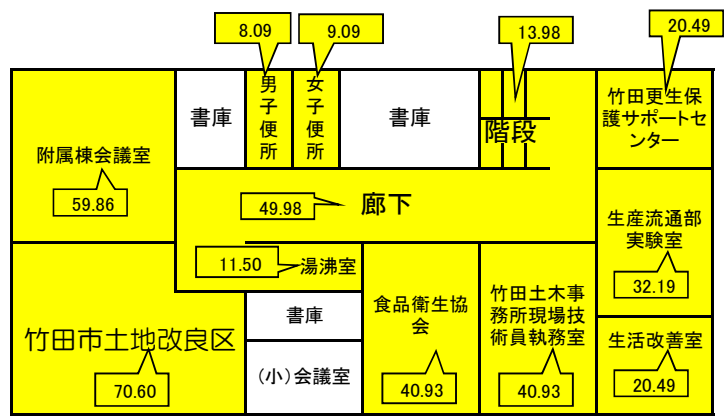 8.09
9.09
13.98
20.49
書庫
男子便所
女子便所
書庫
階段
竹田更生保
護サポートセ
ンター
附属棟会議室
59.86
49.98
廊下
生産流通部
実験室
32.19
11.50
湯沸室
竹田市土地改良区
70.60
書庫
(小)会議室
食品衛生協
会
40.93
竹田土木事
務所現場技
術員執務室
40.93
生活改善室
20.49